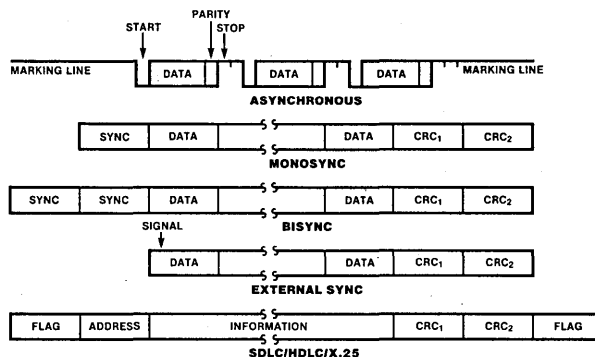 PARITY
START STOP
MARKING LINE DATA DATA DATA MARKING LINE
ASYNCHRONOUS
SYNC DATA DATA CRC₁ CRC₂
MONOSYNC
SYNC SYNC DATA DATA CRC₁ CRC₂
BISYNC
SIGNAL
DATA DATA CRC₁ CRC₂
EXTERNAL SYNC
FLAG ADDRESS INFORMATION CRC₁ CRC₂ FLAG
SDLC/HDLC/X.25